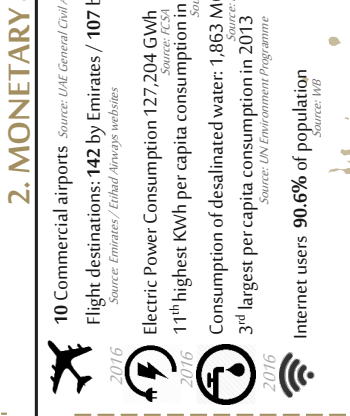 2. MONETARY
10 Commercial airports Source: UAE General Civil
Flight destinations: 142 by Emirates / 107
Source: Emirates / Etihad Airways websites
2016
Electric Power Consumption 127,204 GWh
Source: FCSA
11th highest KWh per capita consumption in
2016
Consumption of desalinated water: 1,863
Source:
3rd largest per capita consumption in 2013
Source: UN Environment Programme
2016
Internet users 90.6% of population
Source: WB